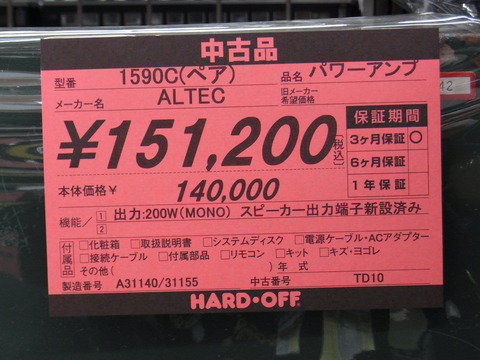 中古品
型番 1590C(ペア) 品名 パワーアンプ
メーカー名 ALTEC 旧メーカー希望価格
¥151,200 [税込]
保証期間
3ヶ月保証 ○
6ヶ月保証
1年保証
本体価格¥ 140,000
機能/ 1 出力:200W(MONO) スピーカー出力端子新設済み
2
付属品 □化粧箱 □取扱説明書 □システムディスク □電源ケーブル・ACアダプター
□接続ケーブル □付属部品 □リモコン □キット □キズ・ヨゴレ
その他( )年式
製造番号 A31140/31155 中古番号 TD10
HARD・OFF
42